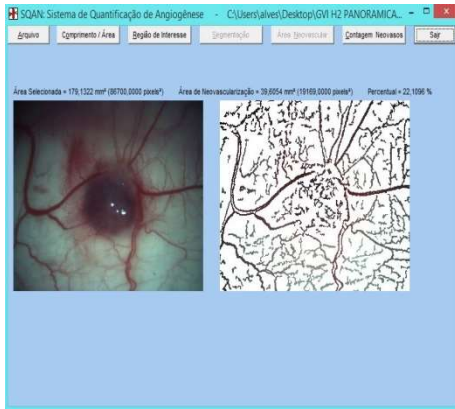 SQAN: Sistema de Quantificação de Angiogênese - C:\Users\alves\Desktop\GVI H2 PANORAMICA...
Arquivo Comprimento / Área Região de Interesse Segmentação Área Neovascular Contagem Neovasos Sair
Área Selecionada = 179,1322 mm² (86700,0000 pixels²) Área de Neovascularização = 39,6054 mm² (19169,0000 pixels²) Percentual = 22,1096 %